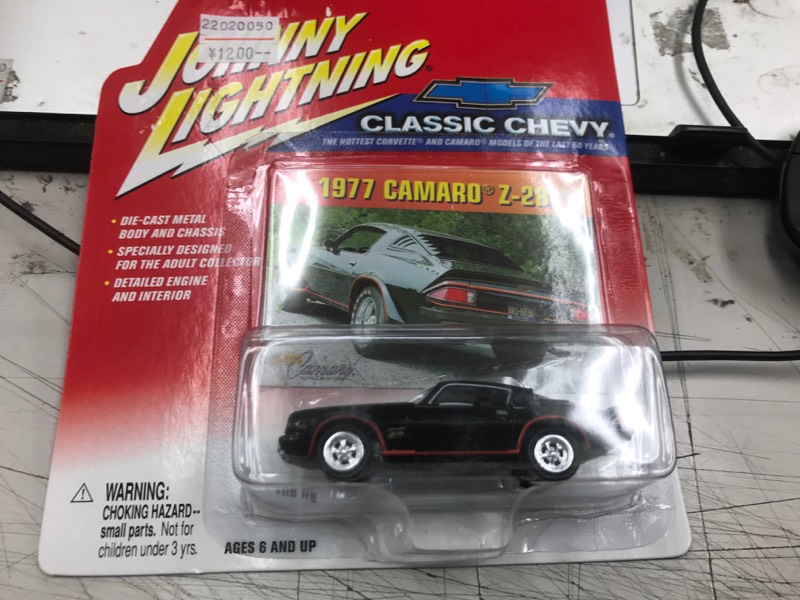 22020050
¥1200--
JOHNNY
LIGHTNING®
CLASSIC CHEVY®
THE HOTTEST CORVETTE® AND CAMARO® MODELS OF THE LAST 50 YEARS
1977 CAMARO® Z-28
• DIE-CAST METAL
BODY AND CHASSIS
• SPECIALLY DESIGNED
FOR THE ADULT COLLECTOR
• DETAILED ENGINE
AND INTERIOR
Camaro
COLLECTION
WARNING:
CHOKING HAZARD--
small parts. Not for
children under 3 yrs.
AGES 6 AND UP